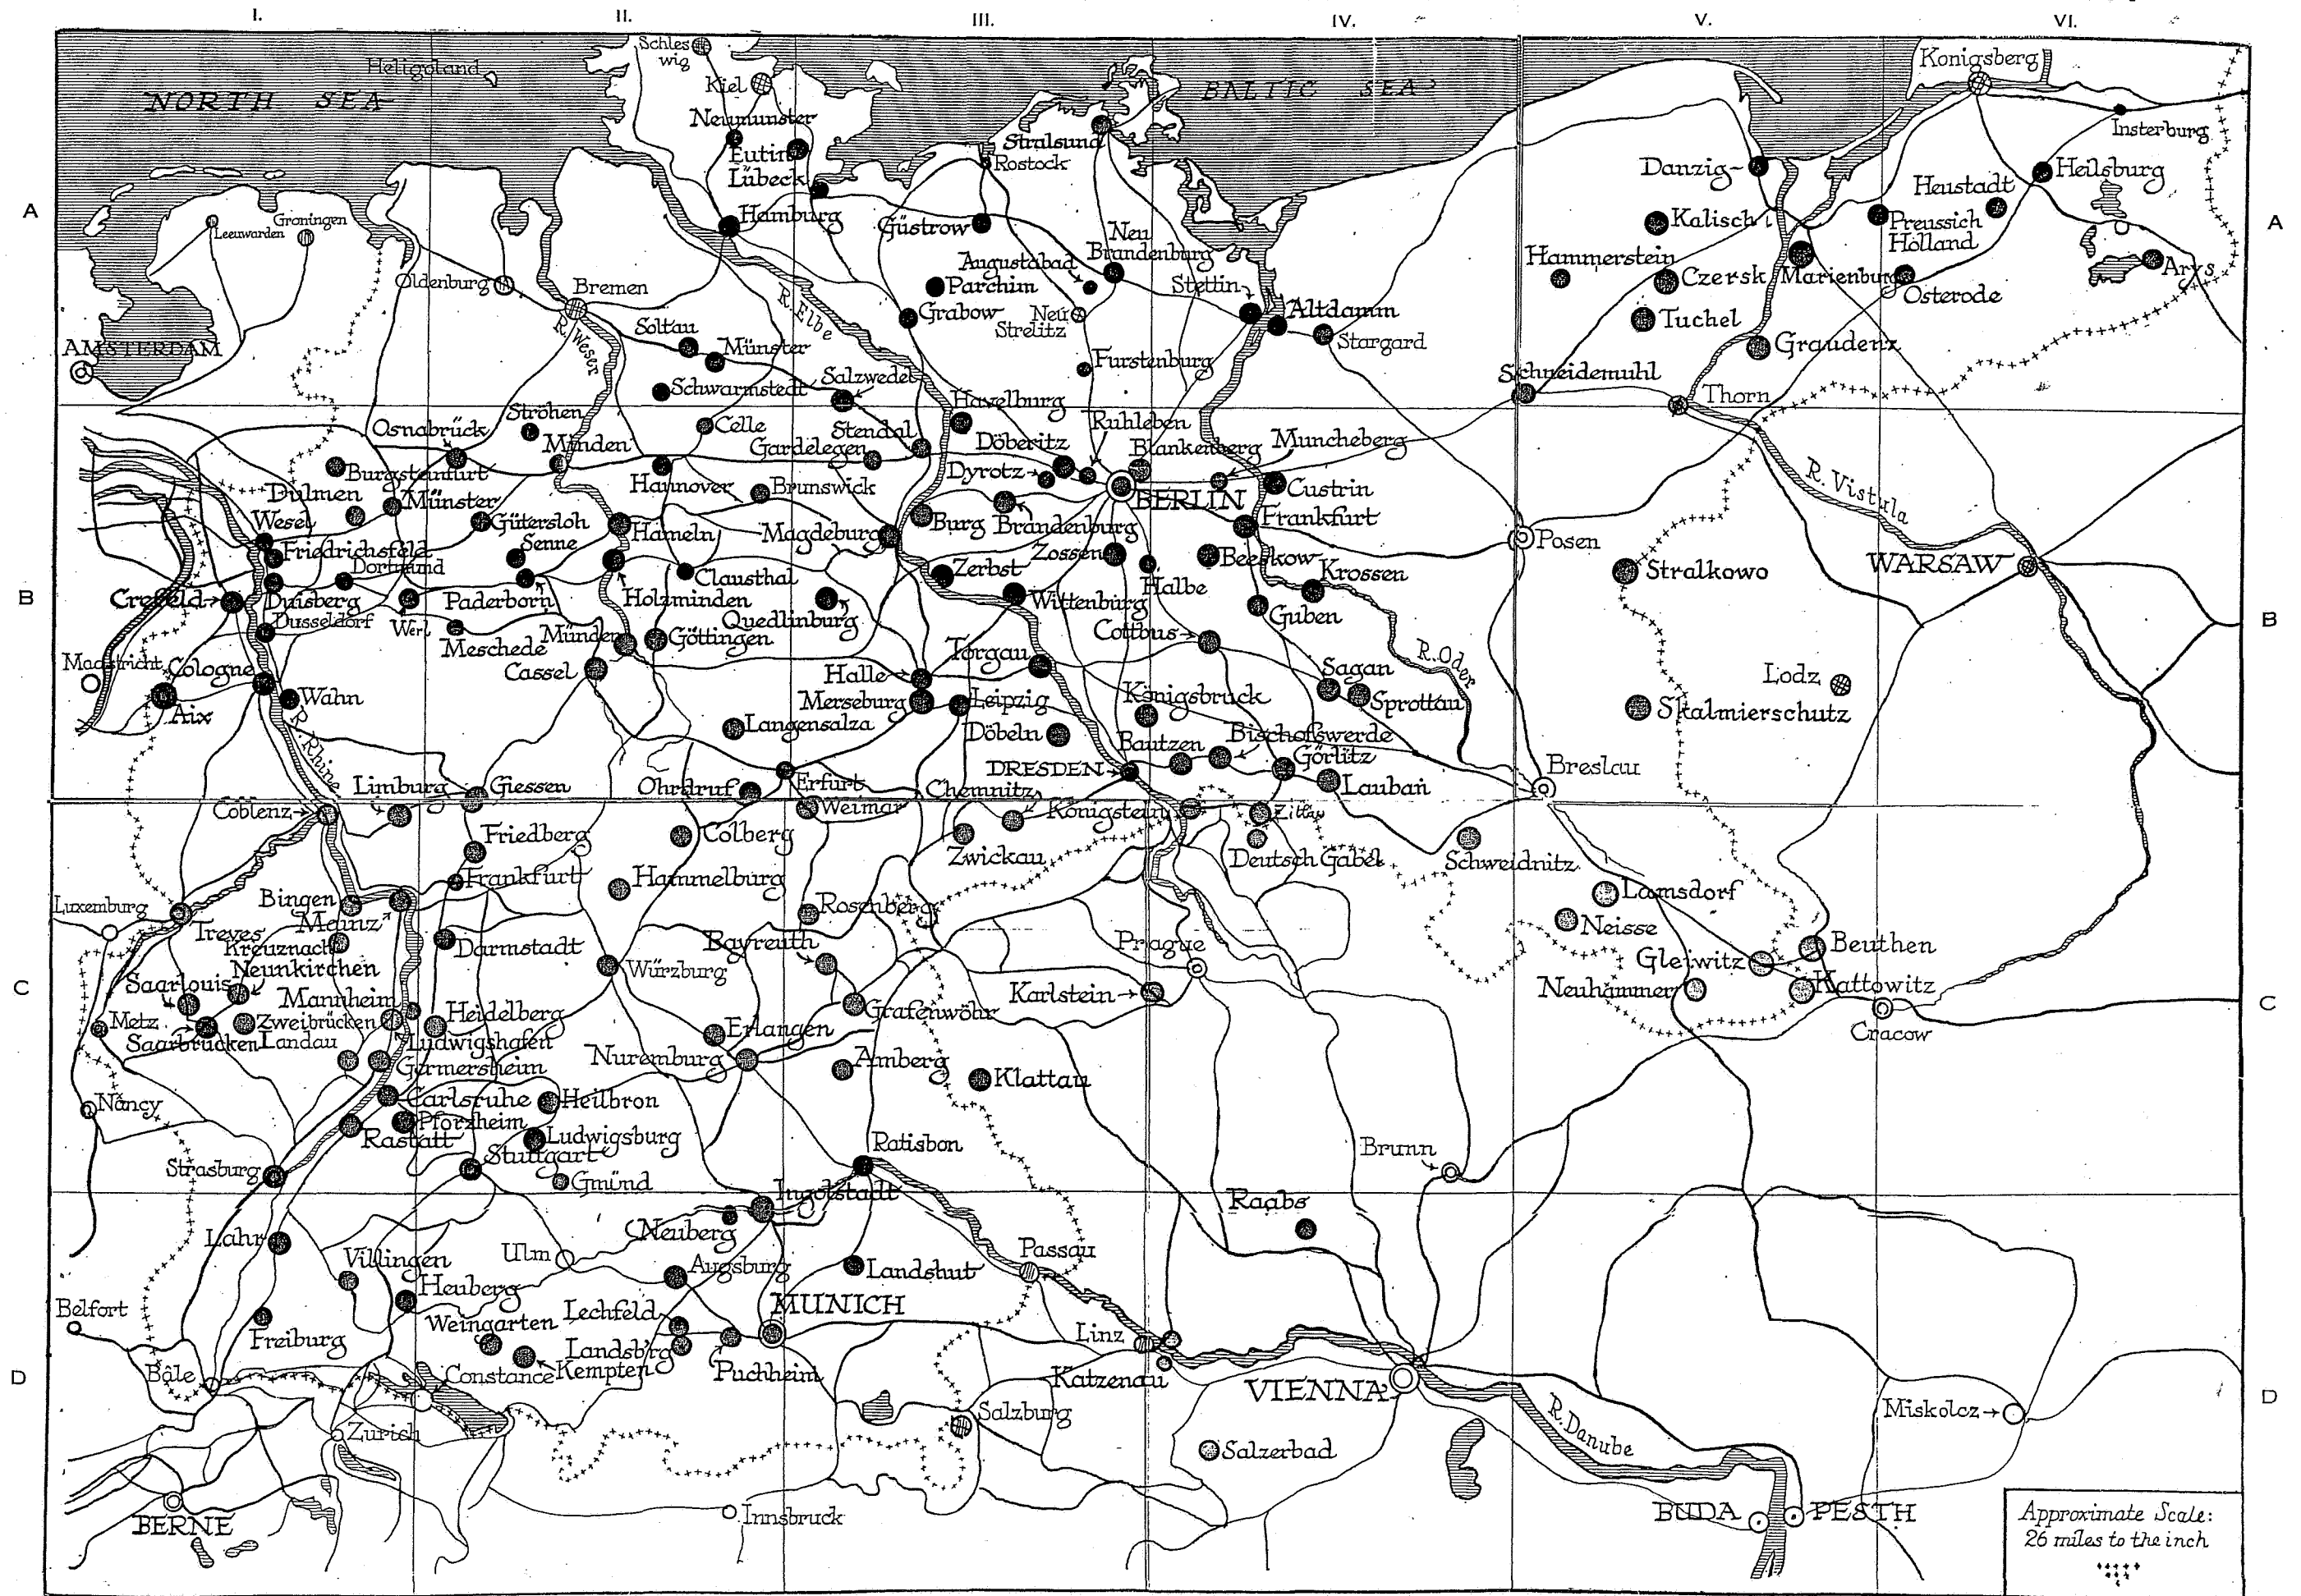 I.
II.
III.
IV.
V.
VI.
A
NORTH SEA
Heligoland
Schles
wig
Kiel
Neumunster
Eutin
Lübeck
Hamburg
BALTIC SEA
Stralsund
Rostock
Güstrow
Neu
Brandenburg
Augustabad
Parchim
Grabow
Neu
Strelitz
Stettin
Altdamm
Stargard
Furstenburg
Konigsberg
Insterburg
Danzig
Heilsburg
Heustadt
Kalisch
Preussich
Holland
Hammerstein
Czersk
Marienburg
Osterode
Arys
Tuchel
Graudenz
Schneidemuhl
Thorn
A
Leeuwarden
Groningen
Oldenburg
Bremen
R. Weser
R. Elbe
AMSTERDAM
Soltau
Münster
Schwarmstedt
Salzwedel
B
Osnabrück
Ströhen
Celle
Minden
Gardelegen
Stendal
Havelburg
Döberitz
Ruhleben
Blankenberg
Muncheberg
Burgsteinfurt
Dulmen
Münster
Hannover
Brunswick
Dyrotz
BERLIN
Custrin
Wesel
Gütersloh
Hameln
Magdeburg
Burg
Brandenburg
Frankfurt
Friedrichsfeld
Senne
Dortmund
Clausthal
Zossen
Beeskow
Zerbst
Halbe
Krossen
Crefeld
Duisberg
Paderborn
Holzminden
Quedlinburg
Wittenburg
Guben
Dusseldorf
Werl
Meschede
Münden
Göttingen
Cottbus
Cassel
Maestricht
Cologne
Halle
Torgau
Sagan
R. Oder
Merseburg
Leipzig
Königsbruck
Sprottau
Aix
Wahn
Langensalza
Döbeln
Bautzen
Bischofswerde
R. Rhine
DRESDEN
Görlitz
Lauban
Limburg
Giessen
Ohrdruf
Erfurt
Chemnitz
Breslau
Posen
R. Vistula
WARSAW
Stralkowo
Lodz
Skalmierschutz
B
Coblenz
Weimar
Königstein
Zittau
Friedberg
Colberg
Zwickau
Deutsch Gabel
Schweidnitz
Frankfurt
Hammelburg
Lamsdorf
Luxemburg
Bingen
Mainz
Rosenberg
Neisse
Treves
Kreuznach
Darmstadt
Bayreuth
Prague
Beuthen
Neunkirchen
Würzburg
Gleiwitz
C
Saarlouis
Mannheim
Heidelberg
Grafenwöhr
Karlstein
Neuhammer
Kattowitz
C
Metz
Zweibrücken
Erlangen
Cracow
Saarbrücken
Landau
Ludwigshafen
Germersheim
Nuremburg
Amberg
Klattau
Nancy
Carlsruhe
Heilbron
Pforzheim
Rastatt
Ludwigsburg
Ratisbon
Brunn
Strasburg
Stuttgart
Gmünd
Ingolstadt
Raabs
Lahr
Neuberg
Villingen
Ulm
Augsburg
Landshut
Passau
Heuberg
Belfort
Freiburg
Weingarten
Lechfeld
MUNICH
Linz
Landsbrg
D
Bâle
Constance
Kempten
Puchheim
Katzenau
VIENNA
Miskolcz
D
Zurich
Salzburg
Salzerbad
R. Danube
BERNE
Innsbruck
BUDA
PESTH
Approximate Scale:
26 miles to the inch